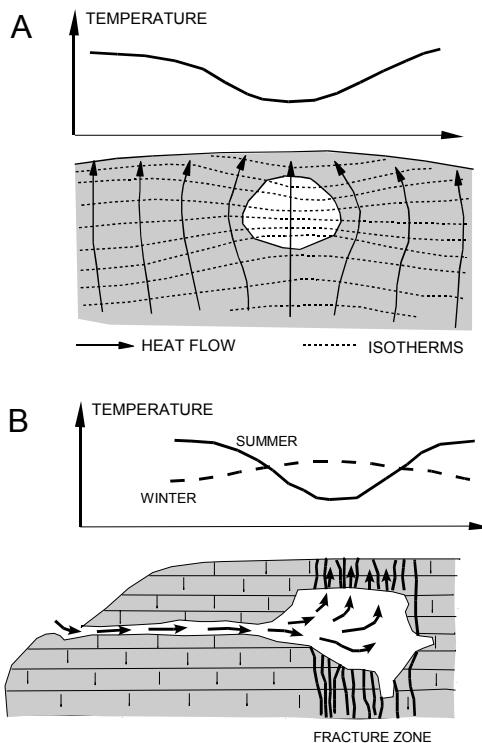 A
TEMPERATURE
HEAT FLOW
ISOTHERMS
B
TEMPERATURE
SUMMER
WINTER
FRACTURE ZONE